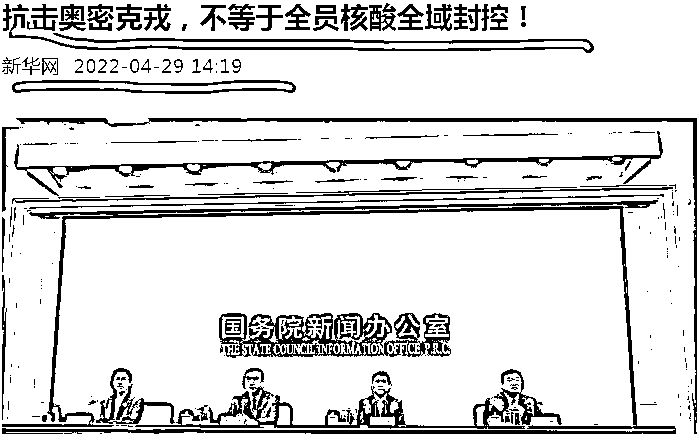 抗击奥密克戎，不等于全员核酸全域封控！
新华网 2022-04-29 14:19
国务院新闻办公室
THE STATE COUNCIL INFORMATION OFFICE, P.R.C.